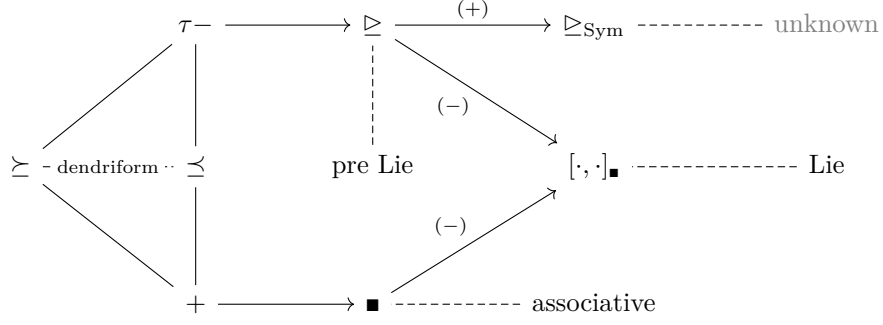 τ− ⊵ (+) ⊵Sym unknown
(−)
⪰ dendriform ⪯ pre Lie [·, ·]▪ Lie
(−)
+ ▪ associative